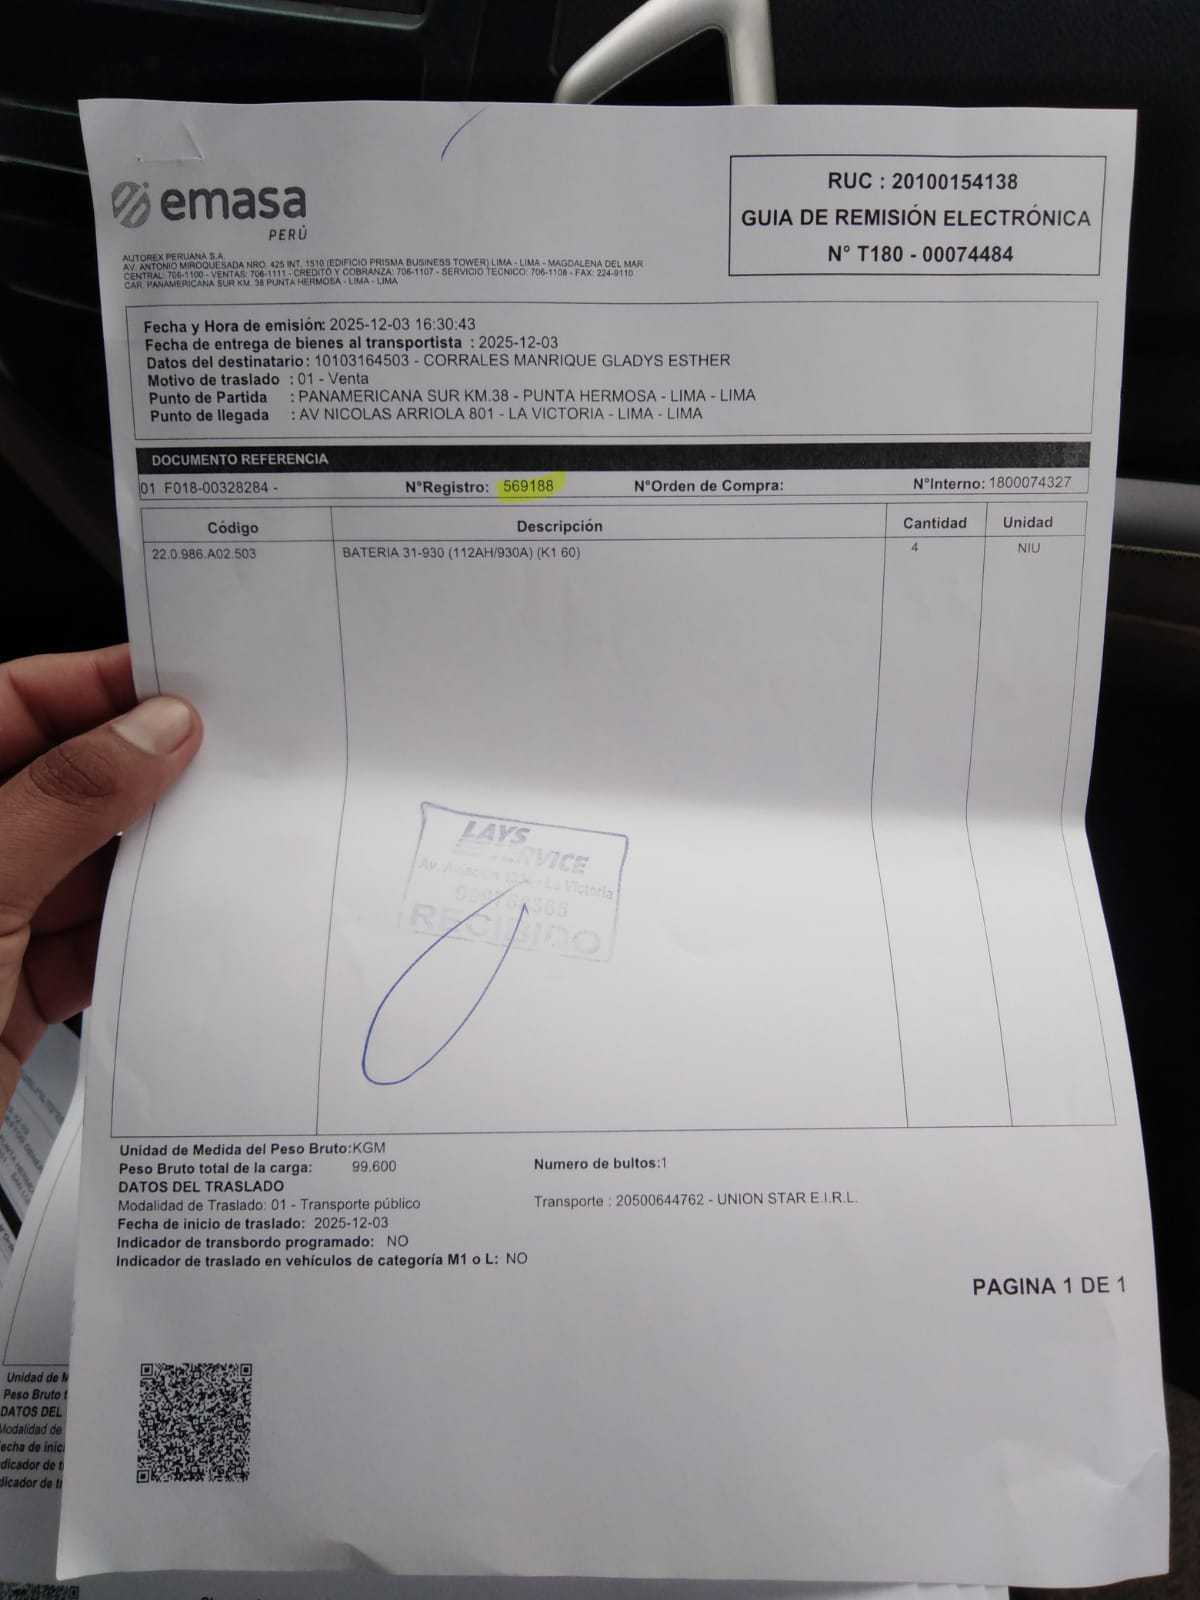 emasa
PERÚ
AUTOREX PERUANA S.A.
AV. ANTONIO MIROQUESADA NRO. 425 INT. 1510 (EDIFICIO PRISMA BUSINESS TOWER) LIMA - LIMA - MAGDALENA DEL MAR
CENTRAL: 706-1100 - VENTAS: 706-1111 - CREDITO Y COBRANZA: 706-1107 - SERVICIO TECNICO: 706-1108 - FAX: 224-9110
CAR. PANAMERICANA SUR KM. 38 PUNTA HERMOSA - LIMA - LIMA
RUC : 20100154138
GUIA DE REMISIÓN ELECTRÓNICA
N° T180 - 00074484
Fecha y Hora de emisión: 2025-12-03 16:30:43
Fecha de entrega de bienes al transportista : 2025-12-03
Datos del destinatario : 10103164503 - CORRALES MANRIQUE GLADYS ESTHER
Motivo de traslado : 01 - Venta
Punto de Partida : PANAMERICANA SUR KM.38 - PUNTA HERMOSA - LIMA - LIMA
Punto de llegada : AV NICOLAS ARRIOLA 801 - LA VICTORIA - LIMA - LIMA
DOCUMENTO REFERENCIA
01 F018-00328284 - N°Registro: 569188 N°Orden de Compra: N°Interno: 1800074327
Código Descripción Cantidad Unidad
22.0.986.A02.503 BATERIA 31-930 (112AH/930A) (K1 60) 4 NIU
LAYS
Av. La Victoria
RECIBIDO
Unidad de Medida del Peso Bruto:KGM
Peso Bruto total de la carga: 99.600 Numero de bultos:1
DATOS DEL TRASLADO
Modalidad de Traslado: 01 - Transporte público Transporte : 20500644762 - UNION STAR E.I.R.L.
Fecha de inicio de traslado: 2025-12-03
Indicador de transbordo programado: NO
Indicador de traslado en vehículos de categoría M1 o L: NO
PAGINA 1 DE 1
Unidad de M
Peso Bruto t
DATOS DEL
Modalidad de